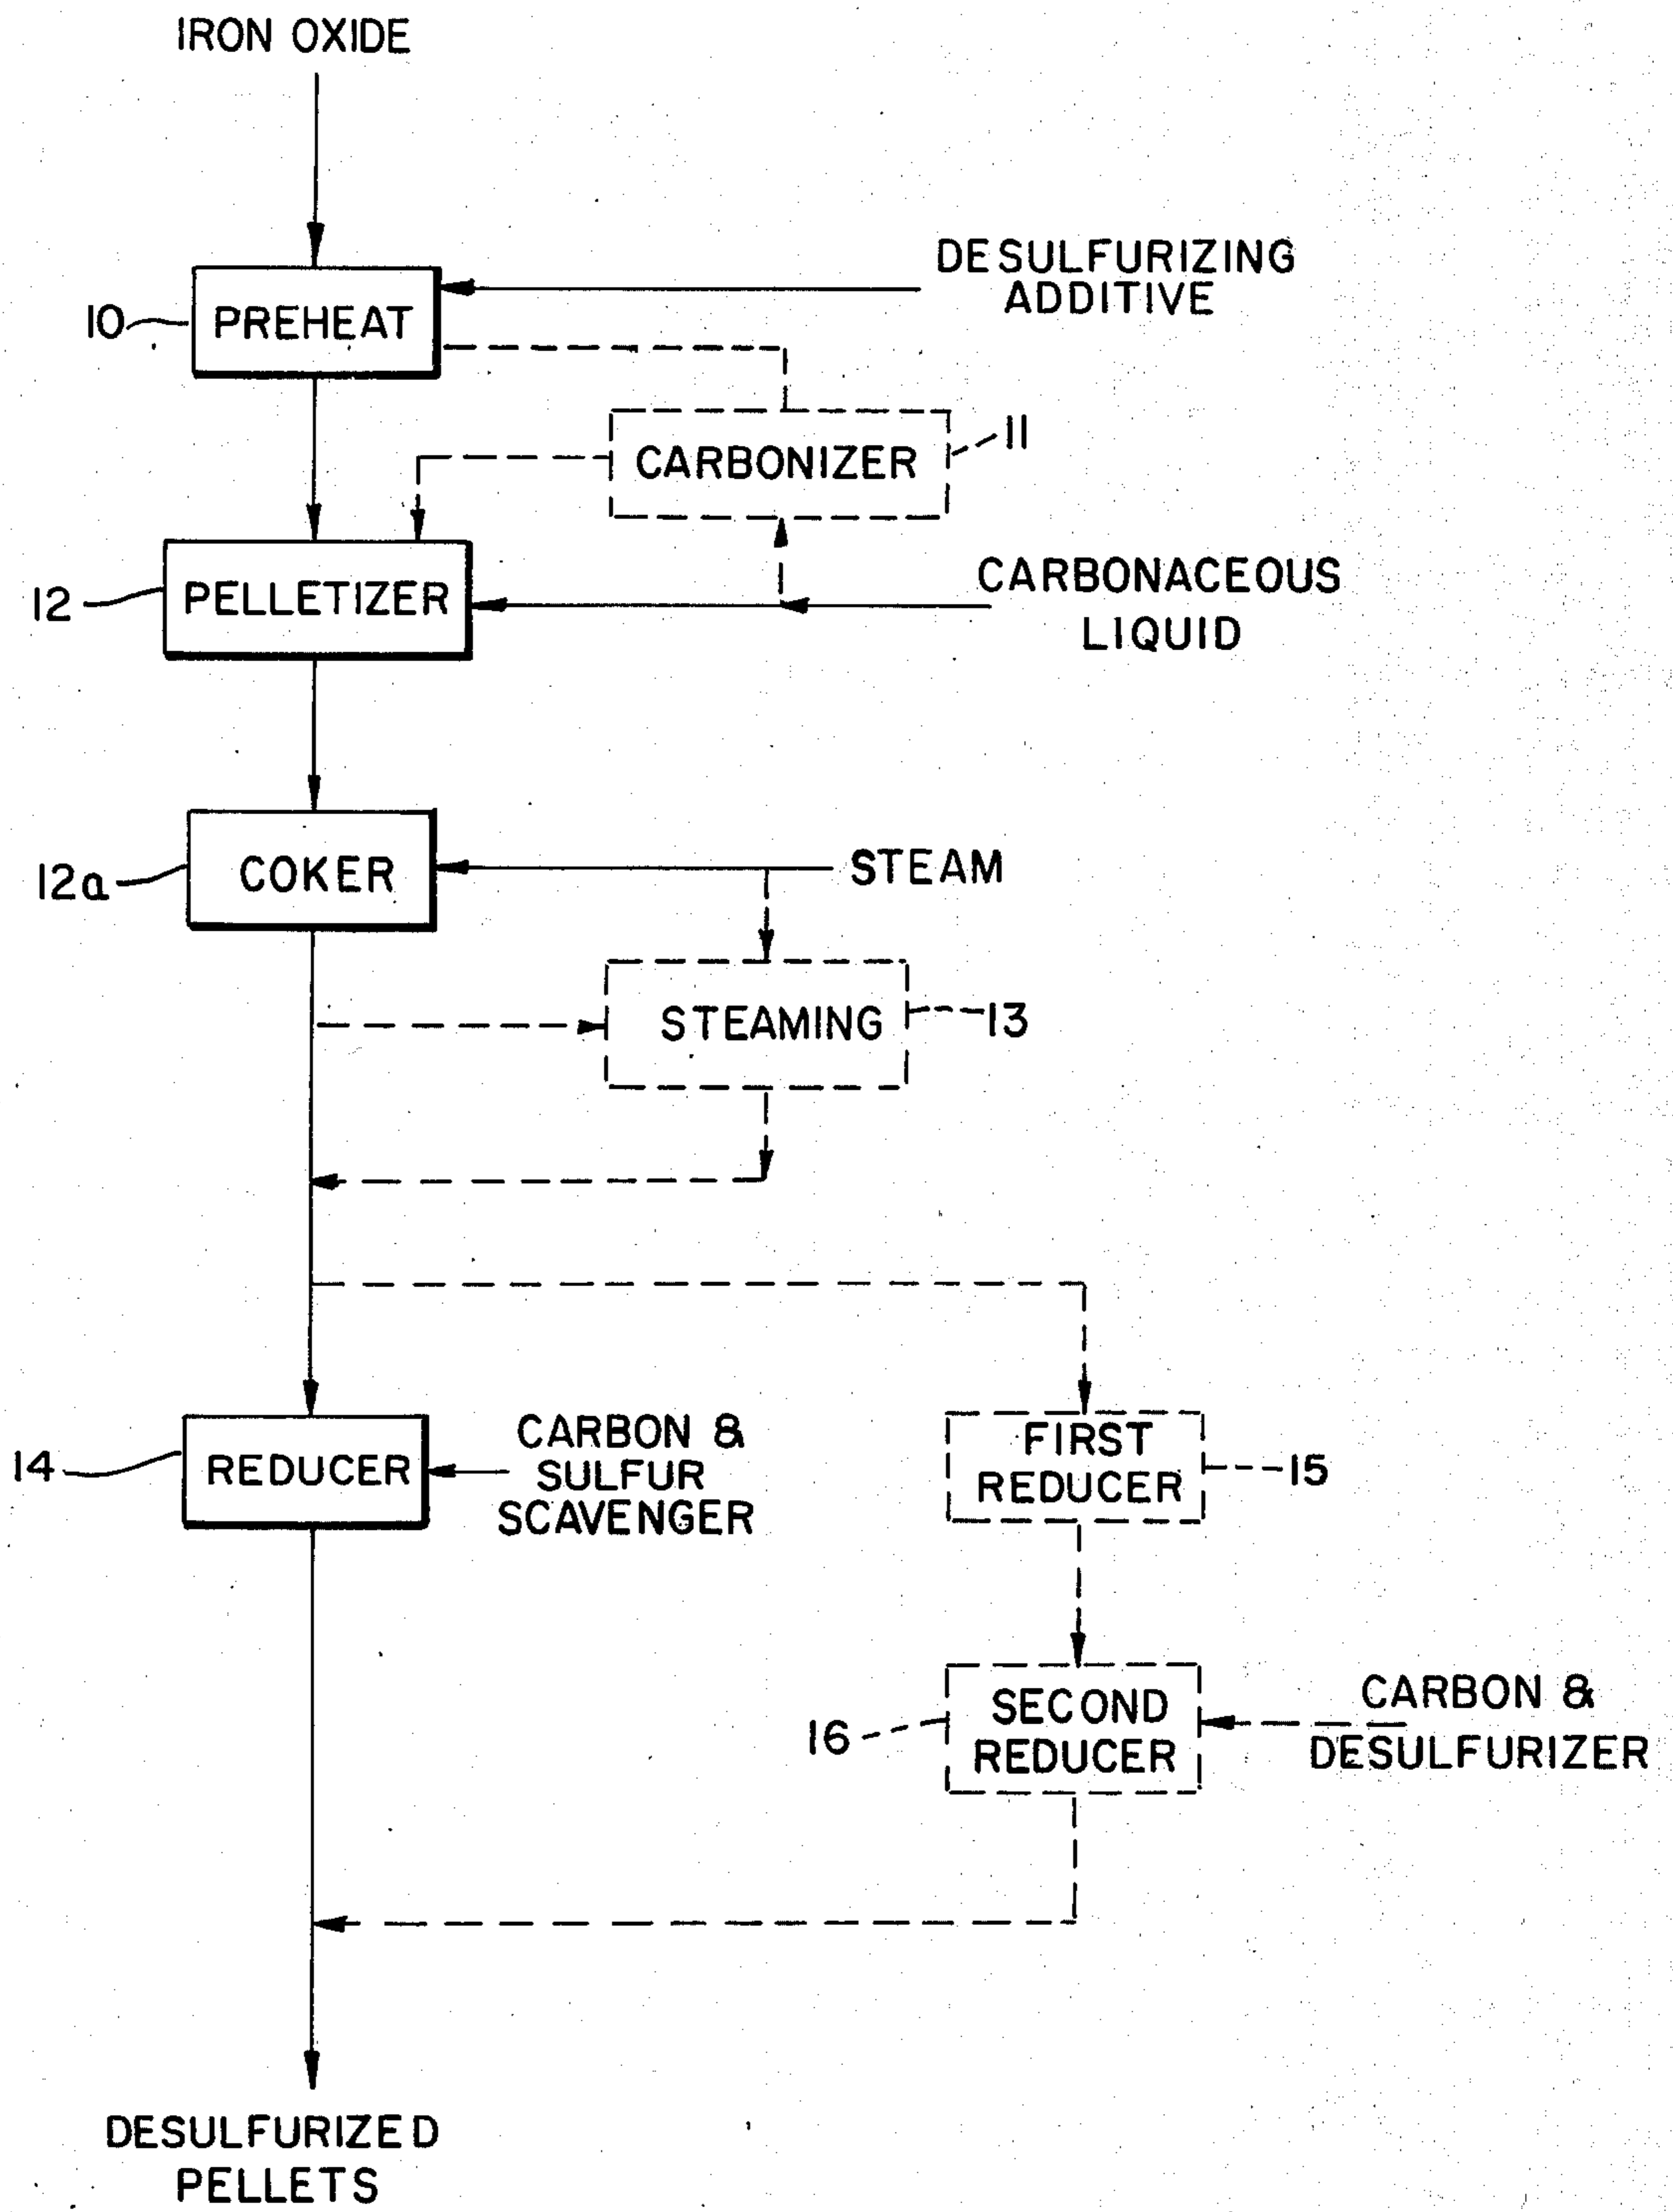 IRON OXIDE
DESULFURIZING
ADDITIVE
10
PREHEAT
11
CARBONIZER
CARBONACEOUS
LIQUID
12
PELLETIZER
12a
COKER
STEAM
STEAMING
13
14
REDUCER
CARBON &
SULFUR
SCAVENGER
FIRST
REDUCER
15
16
SECOND
REDUCER
CARBON &
DESULFURIZER
DESULFURIZED
PELLETS